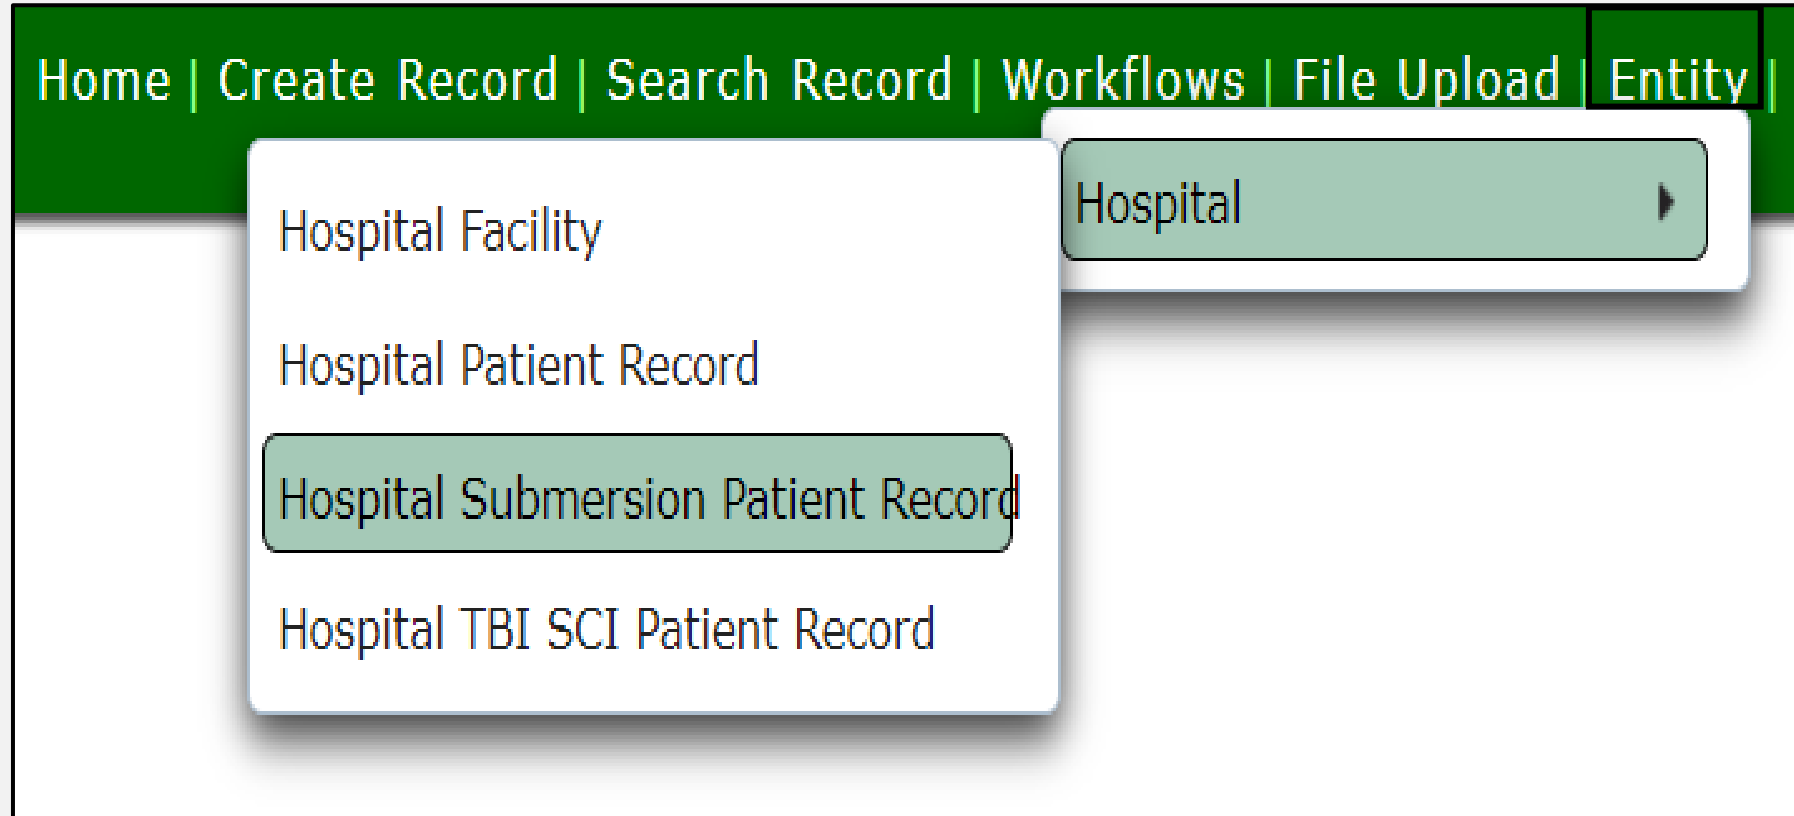 Home | Create Record | Search Record | Workflows | File Upload | Entity |
Hospital
Hospital Facility
Hospital Patient Record
Hospital Submersion Patient Record
Hospital TBI SCI Patient Record